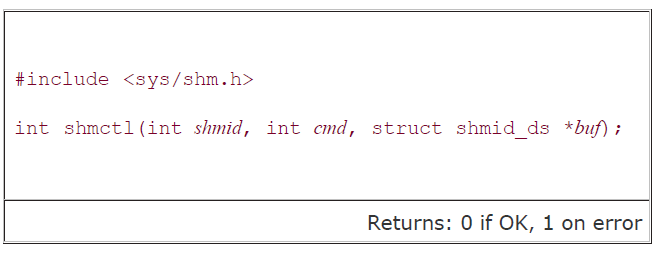 #include <sys/shm.h>
int shmctl(int shmid, int cmd, struct shmid_ds *buf);
Returns: 0 if OK, 1 on error